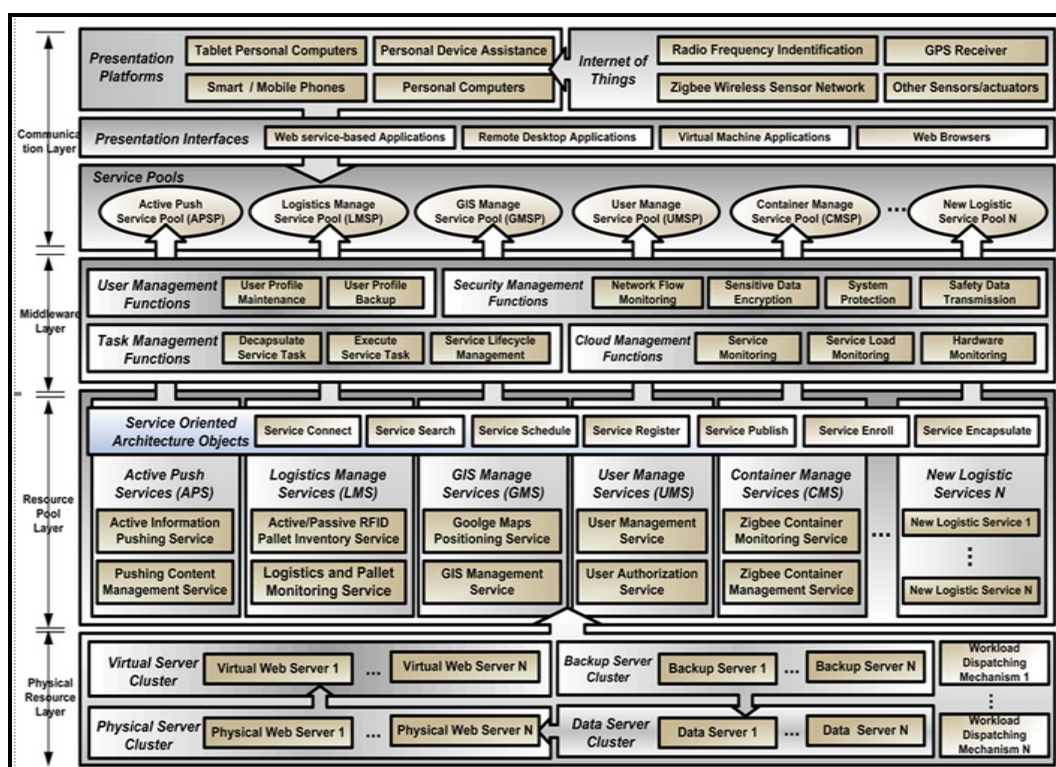 Presentation
Platforms
Tablet Personal Computers
Personal Device Assistance
Smart / Mobile Phones
Personal Computers
Internet of
Things
Radio Frequency Indentification
GPS Receiver
Zigbee Wireless Sensor Network
Other Sensors/actuators
Communica
tion Layer
Presentation Interfaces
Web service-based Applications
Remote Desktop Applications
Virtual Machine Applications
Web Browsers
Service Pools
Active Push
Service Pool (APSP)
Logistics Manage
Service Pool (LMSP)
GIS Manage
Service Pool (GMSP)
User Manage
Service Pool (UMSP)
Container Manage
Service Pool (CMSP)
...
New Logistic
Service Pool N
Middleware
Layer
User Management
Functions
User Profile
Maintenance
User Profile
Backup
Security Management
Functions
Network Flow
Monitoring
Sensitive Data
Encryption
System
Protection
Safety Data
Transmission
Task Management
Functions
Decapsulate
Service Task
Execute
Service Task
Service Lifecycle
Management
Cloud Management
Functions
Service
Monitoring
Service Load
Monitoring
Hardware
Monitoring
Resource
Pool
Layer
Service Oriented
Architecture Objects
Service Connect
Service Search
Service Schedule
Service Register
Service Publish
Service Enroll
Service Encapsulate
Active Push
Services (APS)
Active Information
Pushing Service
Pushing Content
Management Service
Logistics Manage
Services (LMS)
Active/Passive RFID
Pallet Inventory Service
Logistics and Pallet
Monitoring Service
GIS Manage
Services (GMS)
Goolge Maps
Positioning Service
GIS Management
Service
User Manage
Services (UMS)
User Management
Service
User Authorization
Service
Container Manage
Services (CMS)
Zigbee Container
Monitoring Service
Zigbee Container
Management Service
...
New Logistic
Services N
New Logistic Service 1
...
New Logistic Service N
Physical
Resource
Layer
Virtual Server
Cluster
Virtual Web Server 1
...
Virtual Web Server N
Backup Server
Cluster
Backup Server 1
...
Backup Server N
Workload
Dispatching
Mechanism 1
...
Physical Server
Cluster
Physical Web Server 1
...
Physical Web Server N
Data Server
Cluster
Data Server 1
...
Data Server N
Workload
Dispatching
Mechanism N